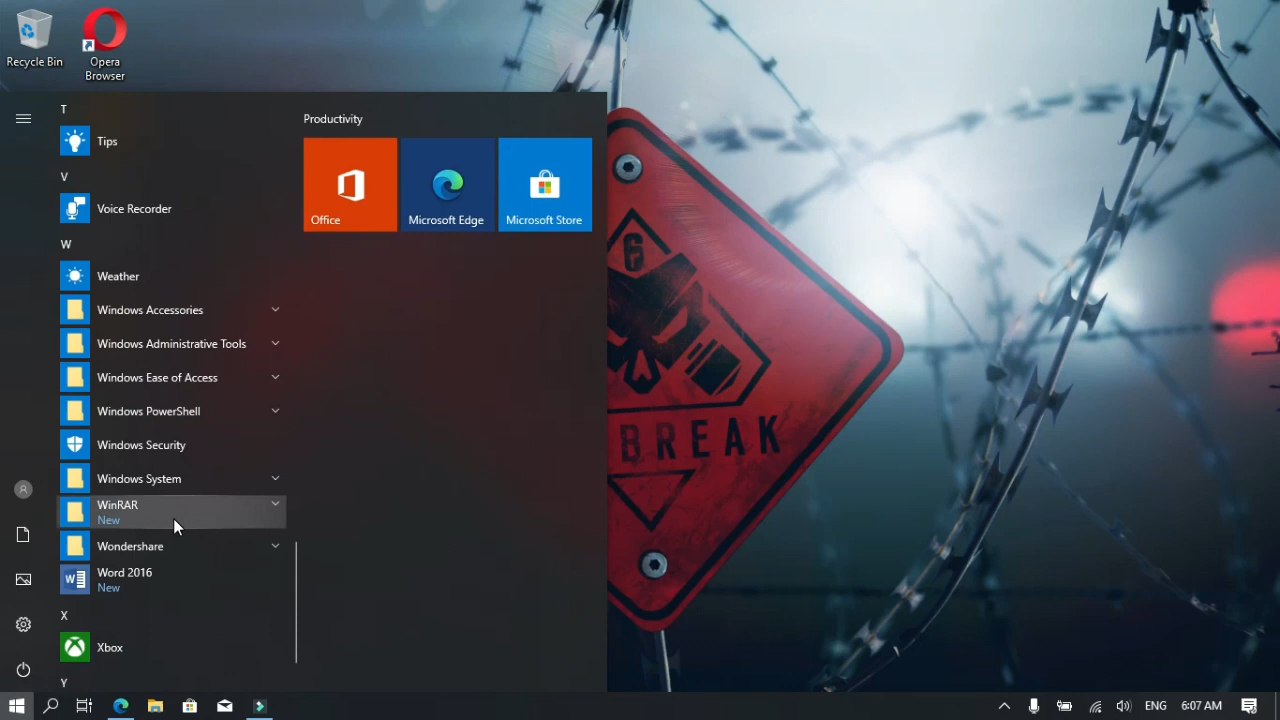 Recycle Bin
Opera
Browser
T
Tips
V
Voice Recorder
W
Weather
Windows Accessories
Windows Administrative Tools
Windows Ease of Access
Windows PowerShell
Windows Security
Windows System
WinRAR
New
Wondershare
Word 2016
New
X
Xbox
Y
Productivity
Office
Microsoft Edge
Microsoft Store
6
BREAK
ENG
6:07 AM